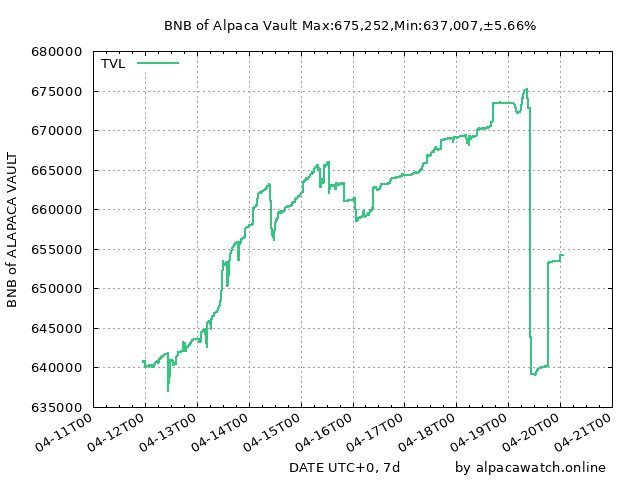 BNB of Alpaca Vault Max:675,252,Min:637,007,±5.66%
TVL
680000
675000
670000
665000
660000
655000
650000
645000
640000
635000
BNB of ALAPACA VAULT
04-11T00
04-12T00
04-13T00
04-14T00
04-15T00
04-16T00
04-17T00
04-18T00
04-19T00
04-20T00
04-21T00
DATE UTC+0, 7d
by alpacawatch.online